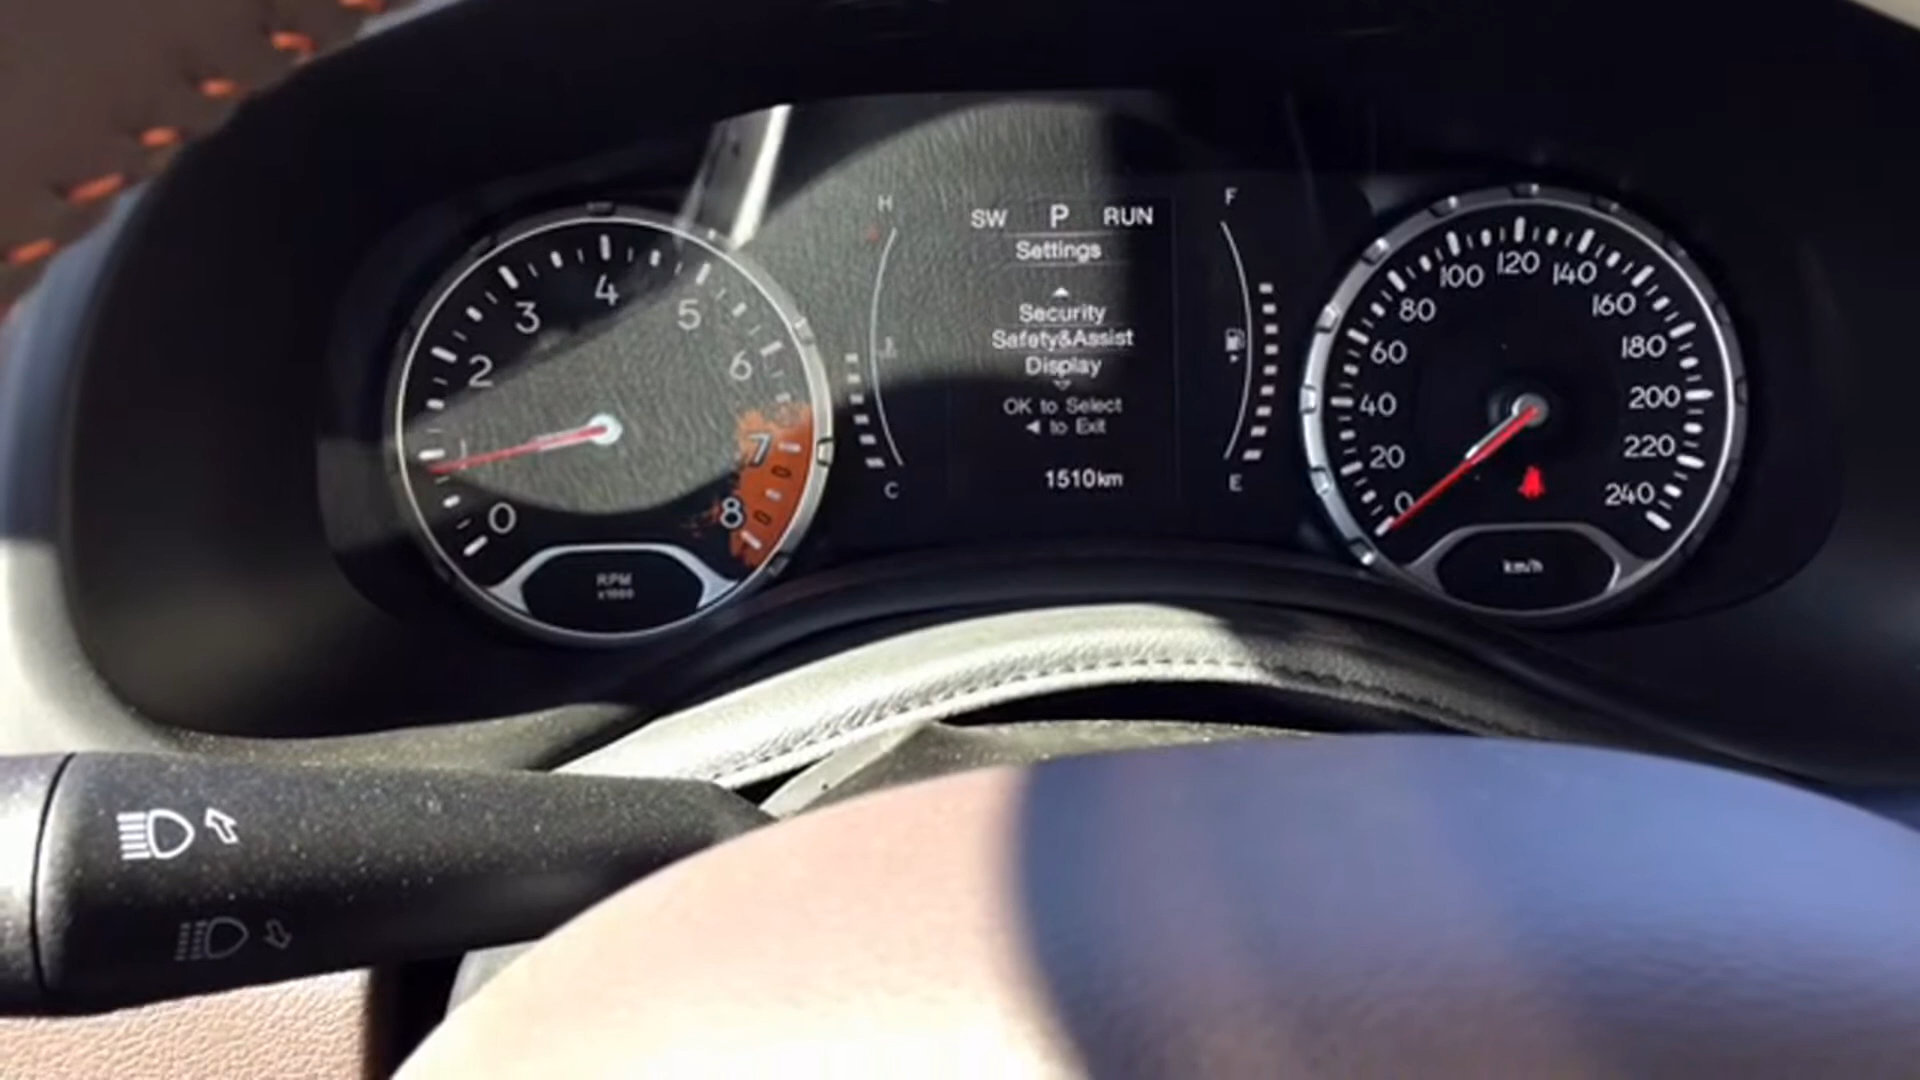 SW P RUN
Settings
Security
Safety&Assist
Display
OK to Select
◄ to Exit
1510km
H
C
F
E
0
1
2
3
4
5
6
7
8
RPM
x1000
0
20
40
60
80
100
120
140
160
180
200
220
240
km/h